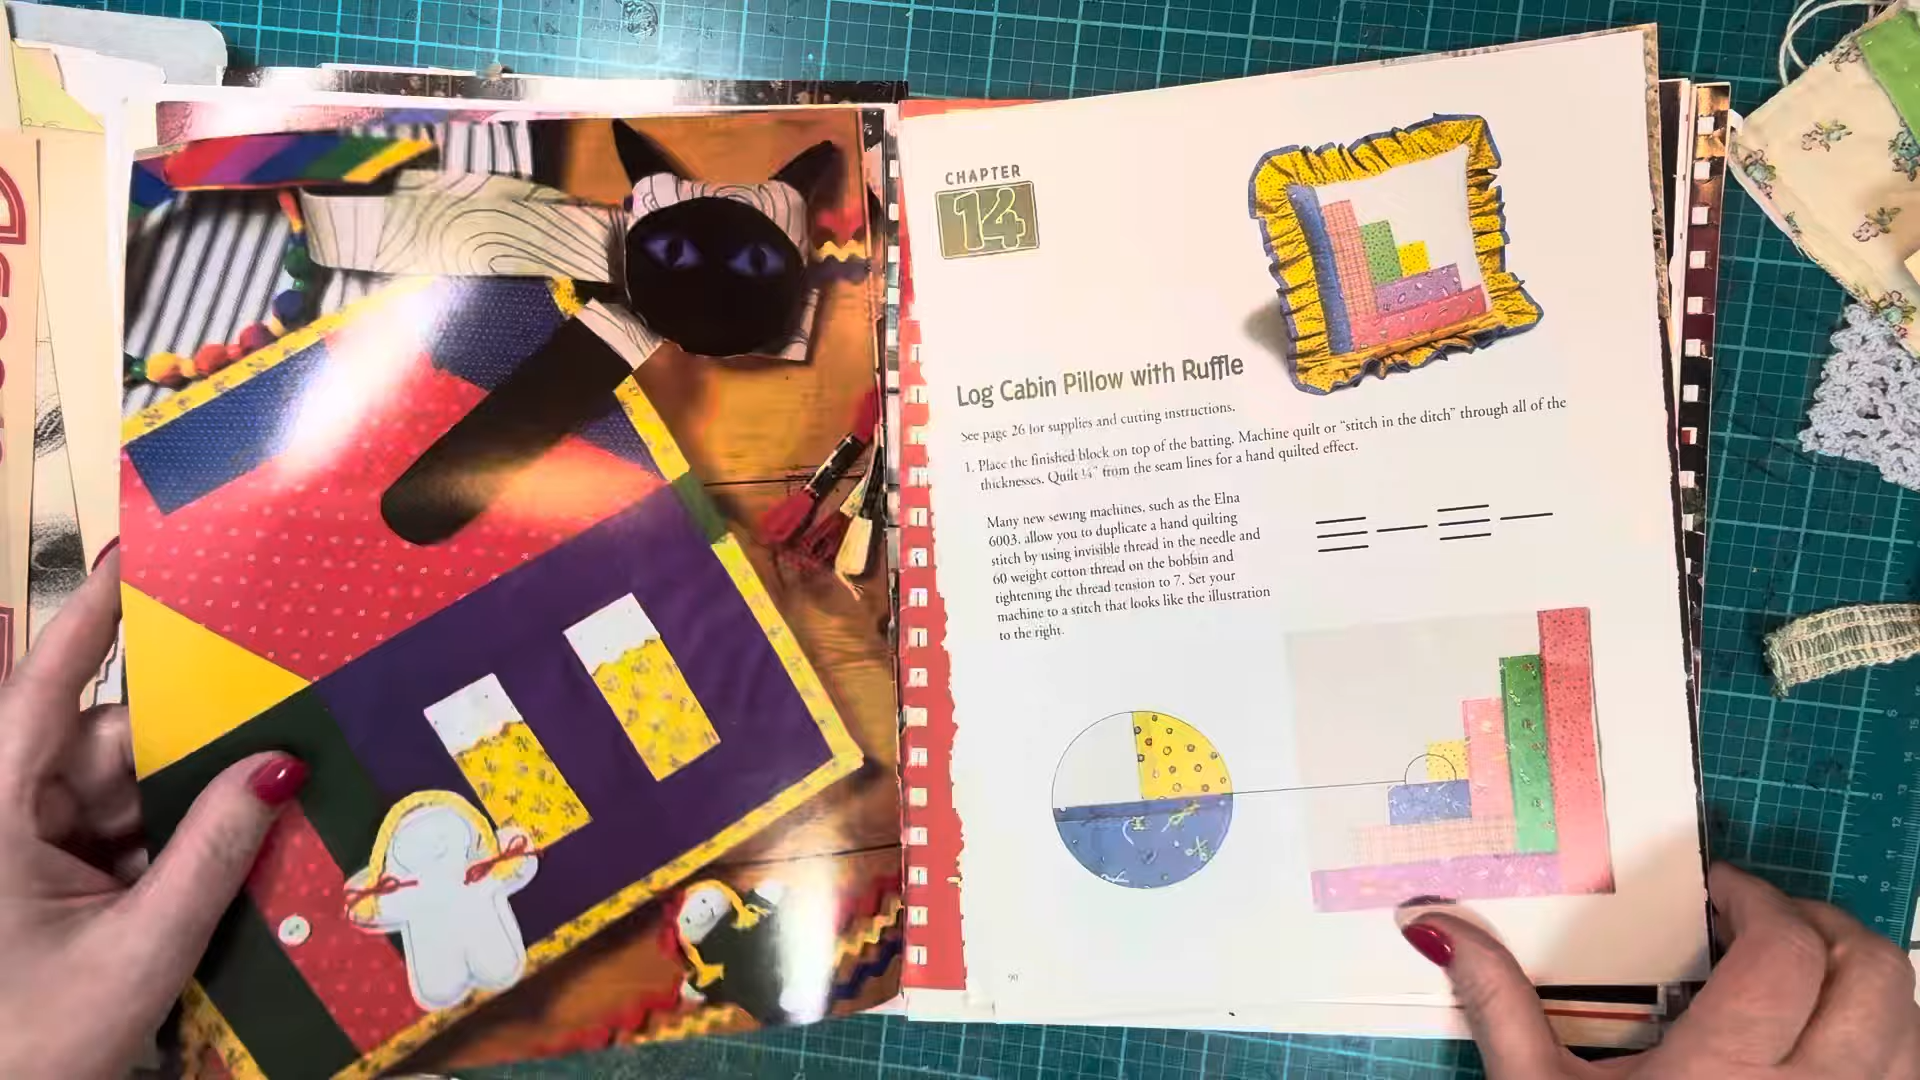 CHAPTER
14
Log Cabin Pillow with Ruffle
See page 26 for supplies and cutting instructions.
1. Place the finished block on top of the batting. Machine quilt or “stitch in the ditch” through all of the
thicknesses. Quilt ¼" from the seam lines for a hand quilted effect.
Many new sewing machines, such as the Elna
6003, allow you to duplicate a hand quilting
stitch by using invisible thread in the needle and
60 weight cotton thread on the bobbin and
tightening the thread tension to 7. Set your
machine to a stitch that looks like the illustration
to the right.
90